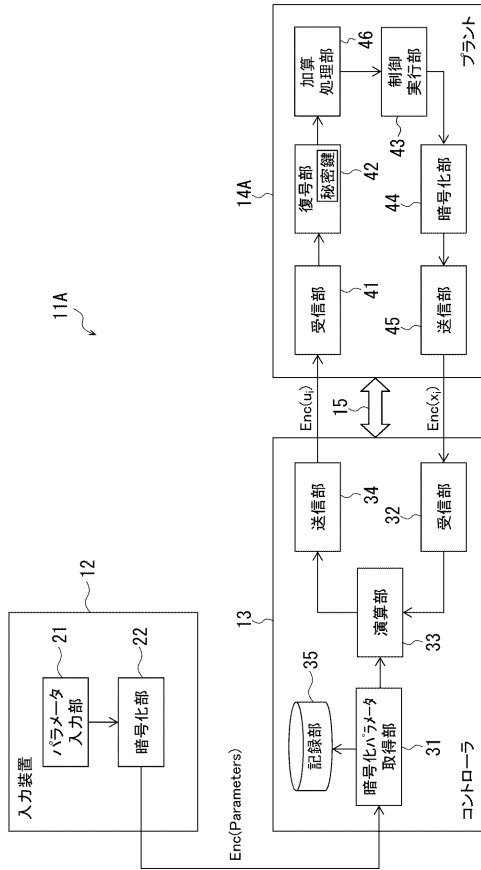 11A
入力装置
12
パラメータ
入力部
21
暗号化部
22
Enc(Parameters)
コントローラ
13
記録部
35
暗号化パラメータ
取得部
31
演算部
33
送信部
34
受信部
32
Enc(ui)
15
Enc(xi)
プラント
14A
受信部
41
復号部
秘密鍵
42
加算
処理部
46
制御
実行部
43
暗号化部
44
送信部
45